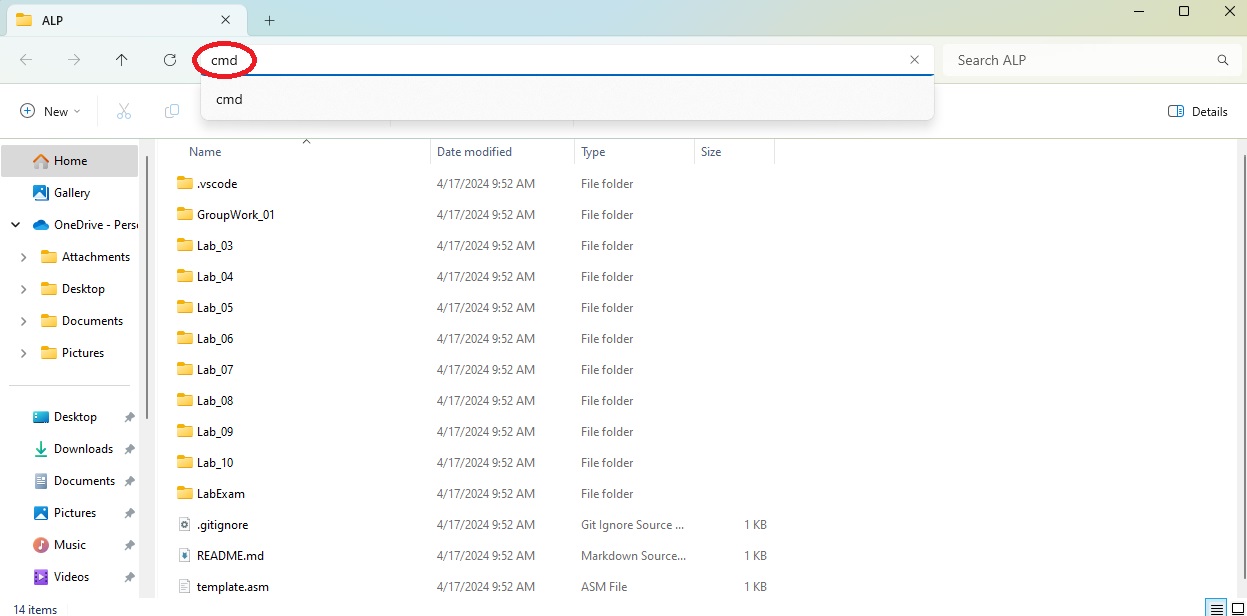 ALP
cmd
Search ALP
cmd
New
Details
Name Date modified Type Size
Home
Gallery
OneDrive - Pers
Attachments
Desktop
Documents
Pictures
Desktop
Downloads
Documents
Pictures
Music
Videos
.vscode 4/17/2024 9:52 AM File folder
GroupWork_01 4/17/2024 9:52 AM File folder
Lab_03 4/17/2024 9:52 AM File folder
Lab_04 4/17/2024 9:52 AM File folder
Lab_05 4/17/2024 9:52 AM File folder
Lab_06 4/17/2024 9:52 AM File folder
Lab_07 4/17/2024 9:52 AM File folder
Lab_08 4/17/2024 9:52 AM File folder
Lab_09 4/17/2024 9:52 AM File folder
Lab_10 4/17/2024 9:52 AM File folder
LabExam 4/17/2024 9:52 AM File folder
.gitignore 4/17/2024 9:52 AM Git Ignore Source ... 1 KB
README.md 4/17/2024 9:52 AM Markdown Source... 1 KB
template.asm 4/17/2024 9:52 AM ASM File 1 KB
14 items